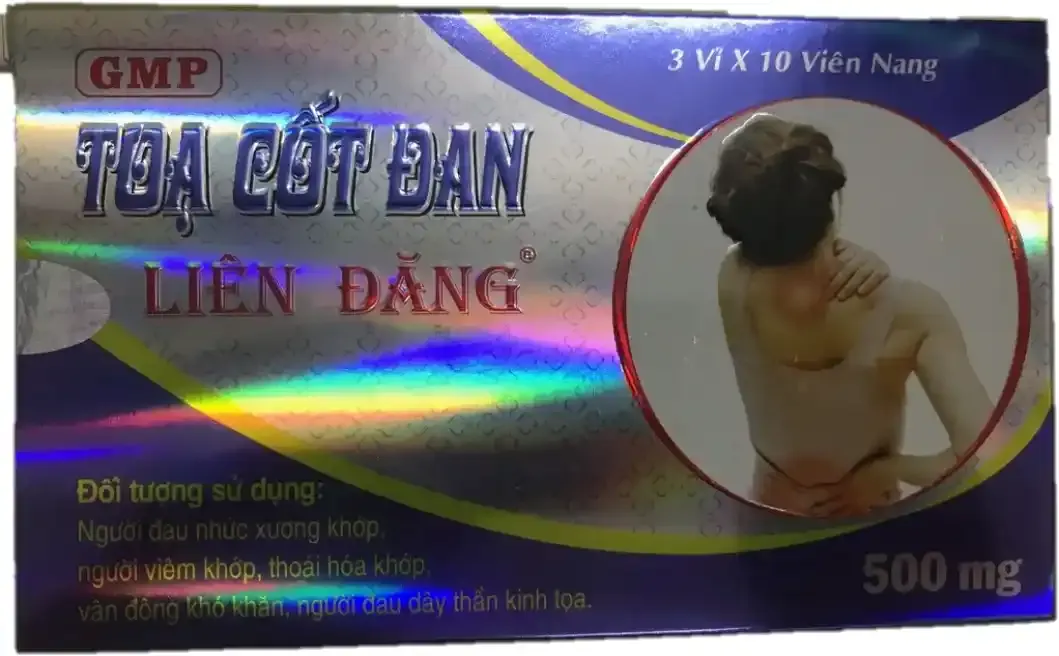 GMP
3 Vỉ X 10 Viên Nang
TOẠ CỐT ĐAN
LIÊN ĐĂNG®
Đối tượng sử dụng:
Người đau nhức xương khớp,
người viêm khớp, thoái hóa khớp,
vận động khó khăn, người đau dây thần kinh tọa.
500 mg